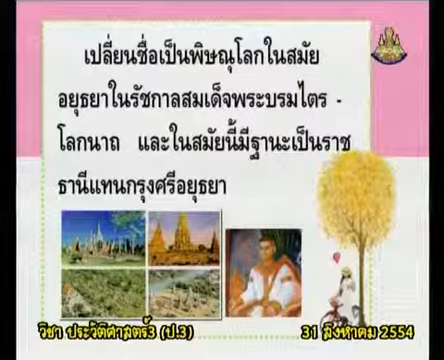 เปลี่ยนชื่อเป็นพิษณุโลกในสมัย
อยุธยาในรัชกาลสมเด็จพระบรมไตร -
โลกนาถ และในสมัยนี้มีฐานะเป็นราช
ธานีแทนกรุงศรีอยุธยา
วิชา ประวัติศาสตร์3 (ป.3)
31 สิงหาคม 2554